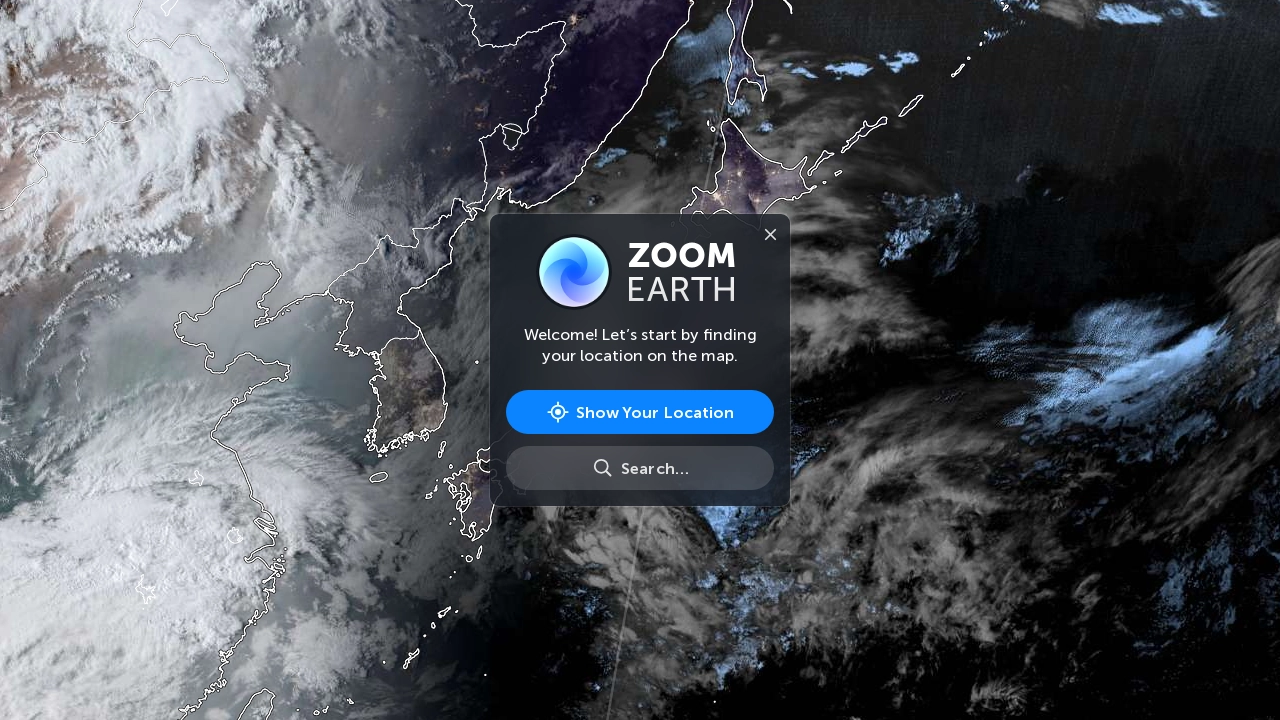 ZOOM
EARTH
Welcome! Let’s start by finding
your location on the map.
Show Your Location
Search…